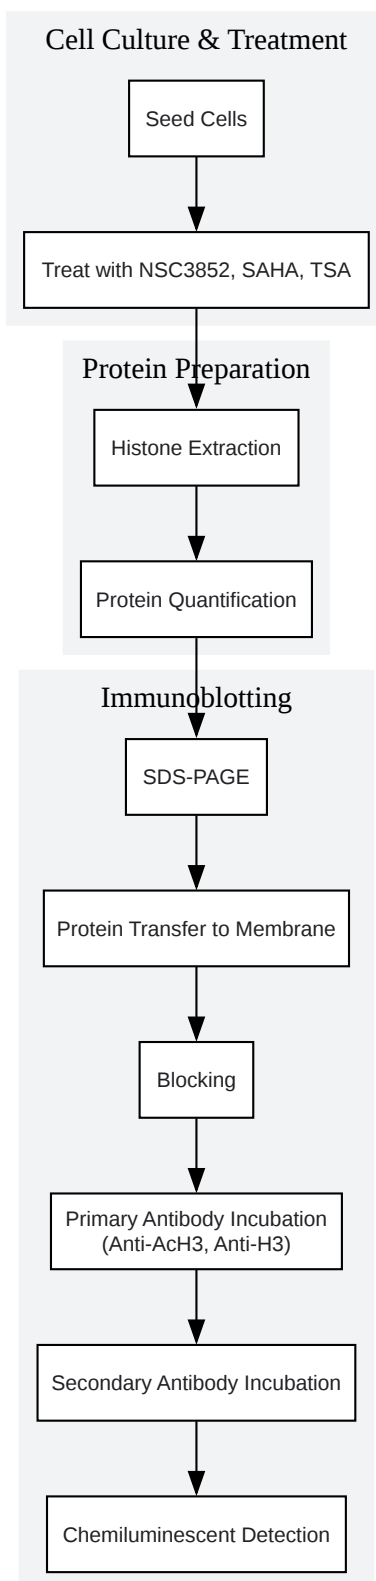 Cell Culture & Treatment
Seed Cells
Treat with NSC3852, SAHA, TSA
Protein Preparation
Histone Extraction
Protein Quantification
Immunoblotting
SDS-PAGE
Protein Transfer to Membrane
Blocking
Primary Antibody Incubation
(Anti-AcH3, Anti-H3)
Secondary Antibody Incubation
Chemiluminescent Detection